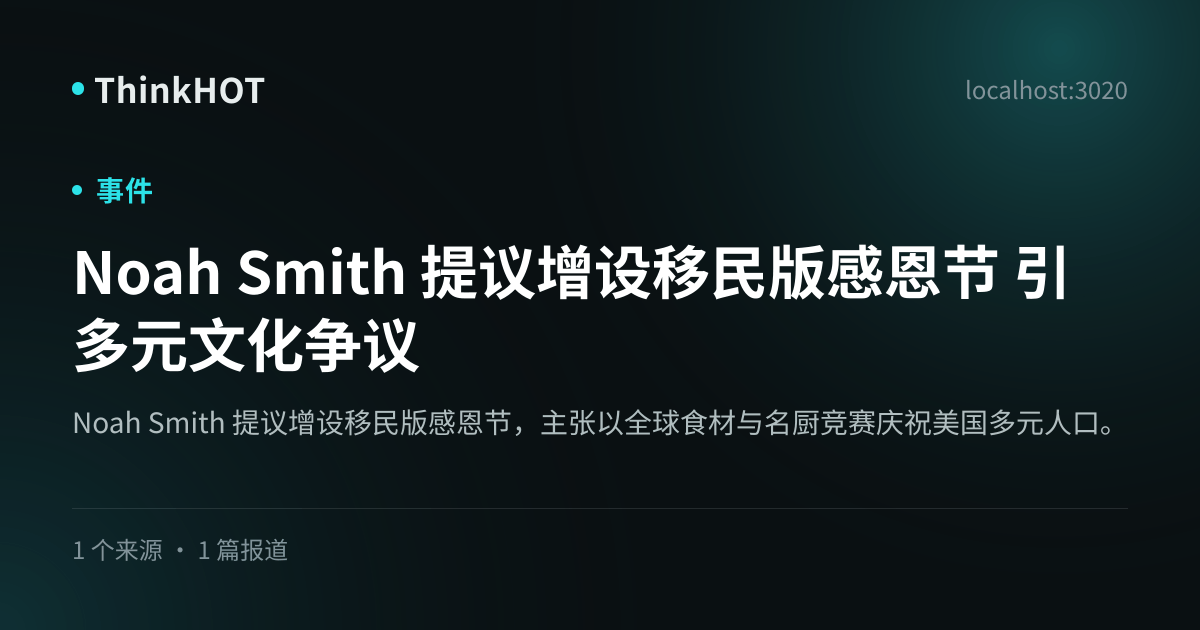 ThinkHOT
localhost:3020
事件
Noah Smith 提议增设移民版感恩节 引
多元文化争议
Noah Smith 提议增设移民版感恩节，主张以全球食材与名厨竞赛庆祝美国多元人口。
1 个来源 · 1 篇报道